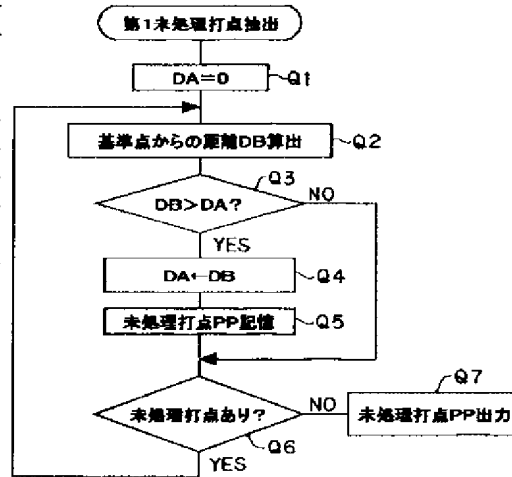 第1未処理打点抽出
DA=0
Q1
基準点からの距離DB算出
Q2
Q3
DB>DA?
NO
YES
DA←DB
Q4
未処理打点PP記憶
Q5
Q7
未処理打点あり?
NO
未処理打点PP出力
Q6
YES